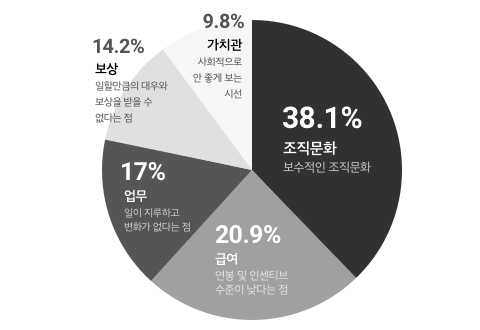 9.8%
가치관
사회적으로
안 좋게 보는
시선
14.2%
보상
일할만큼의 대우와
보상을 받을 수
없다는 점
38.1%
조직문화
보수적인 조직문화
17%
업무
일이 지루하고
변화가 없다는 점
20.9%
급여
연봉 및 인센티브
수준이 낮다는 점